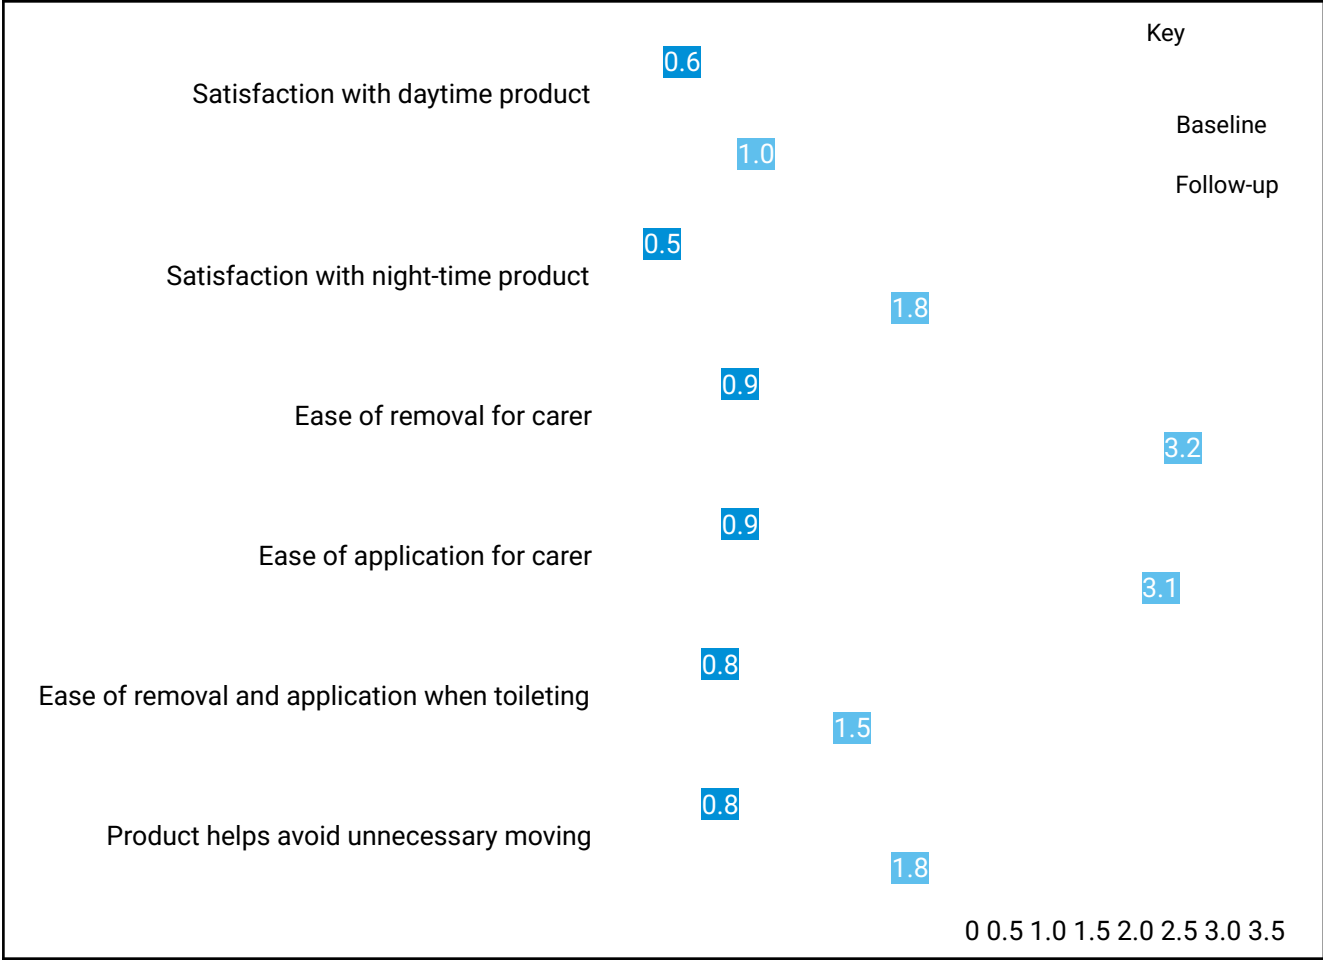 Key
0.6
Satisfaction with daytime product
Baseline
1.0
Follow-up
0.5
Satisfaction with night-time product
1.8
0.9
Ease of removal for carer
3.2
0.9
Ease of application for carer
3.1
0.8
Ease of removal and application when toileting
1.5
0.8
Product helps avoid unnecessary moving
1.8
0 0.5 1.0 1.5 2.0 2.5 3.0 3.5